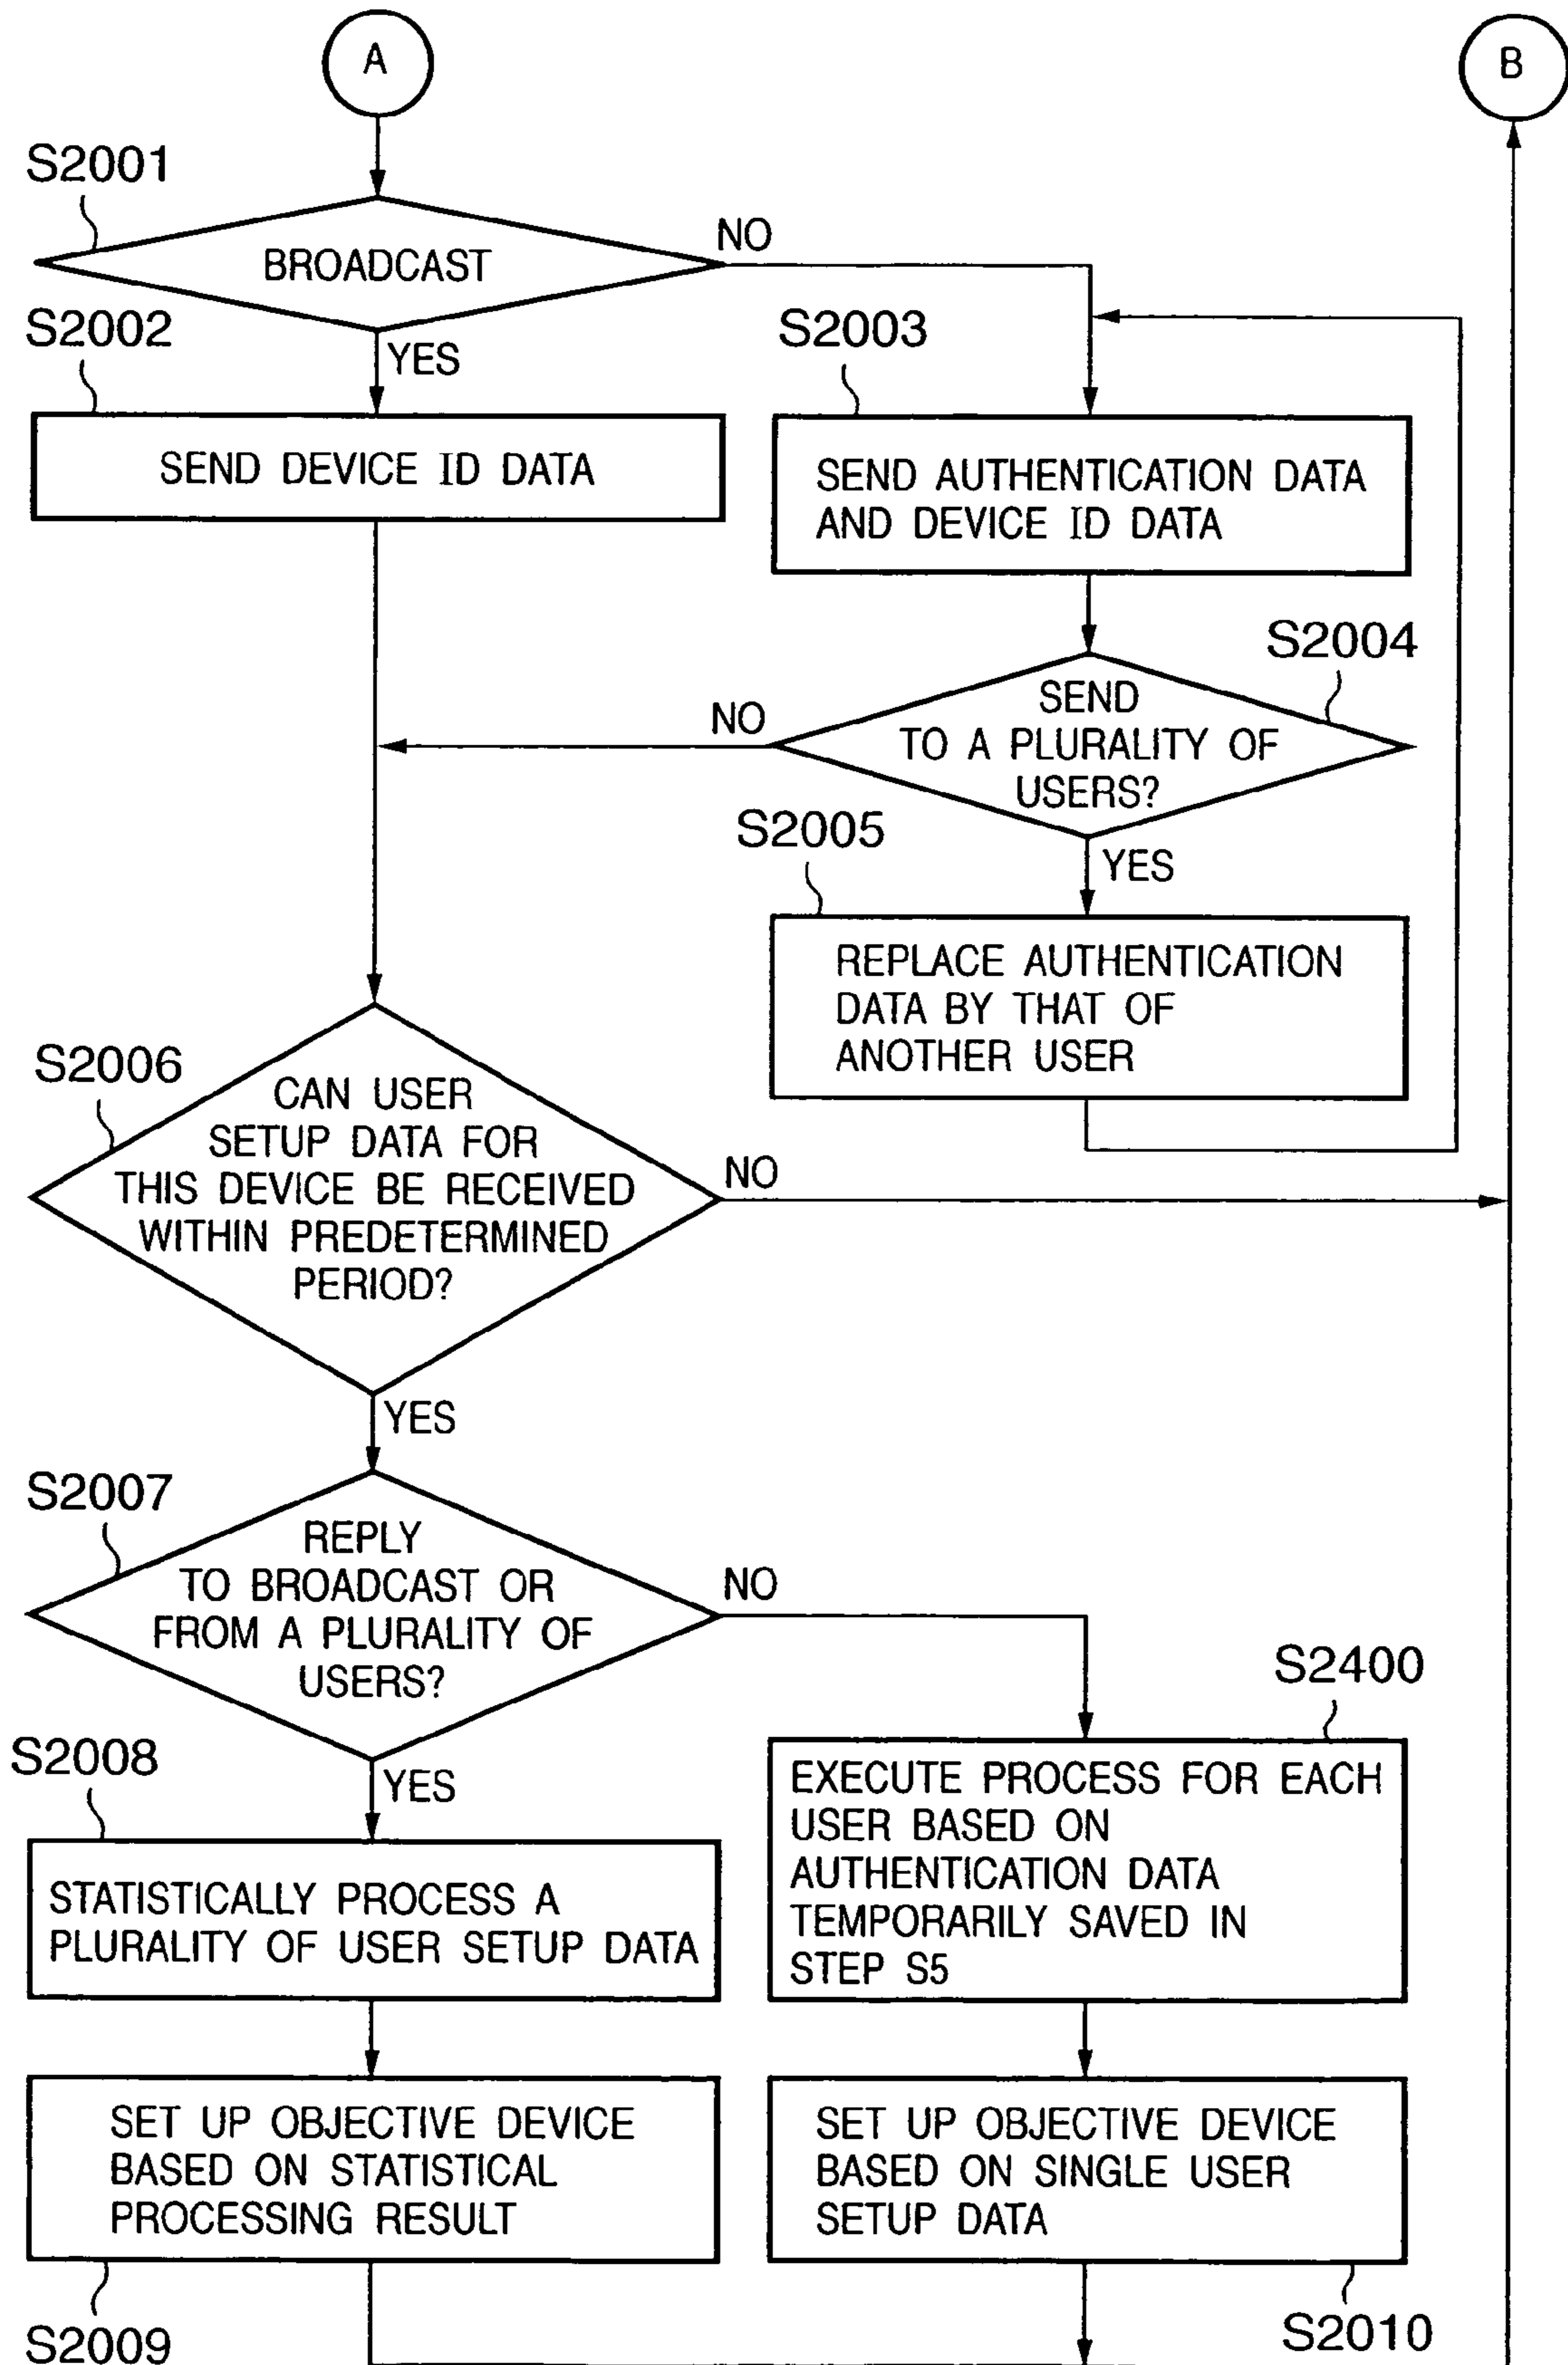 A
B
S2001
BROADCAST
NO
S2002
YES
SEND DEVICE ID DATA
S2003
SEND AUTHENTICATION DATA
AND DEVICE ID DATA
S2004
SEND
TO A PLURALITY OF
USERS?
NO
YES
S2005
REPLACE AUTHENTICATION
DATA BY THAT OF
ANOTHER USER
S2006
CAN USER
SETUP DATA FOR
THIS DEVICE BE RECEIVED
WITHIN PREDETERMINED
PERIOD?
NO
YES
S2007
REPLY
TO BROADCAST OR
FROM A PLURALITY OF
USERS?
NO
YES
S2400
EXECUTE PROCESS FOR EACH
USER BASED ON
AUTHENTICATION DATA
TEMPORARILY SAVED IN
STEP S5
S2008
STATISTICALLY PROCESS A
PLURALITY OF USER SETUP DATA
SET UP OBJECTIVE DEVICE
BASED ON STATISTICAL
PROCESSING RESULT
S2009
SET UP OBJECTIVE DEVICE
BASED ON SINGLE USER
SETUP DATA
S2010